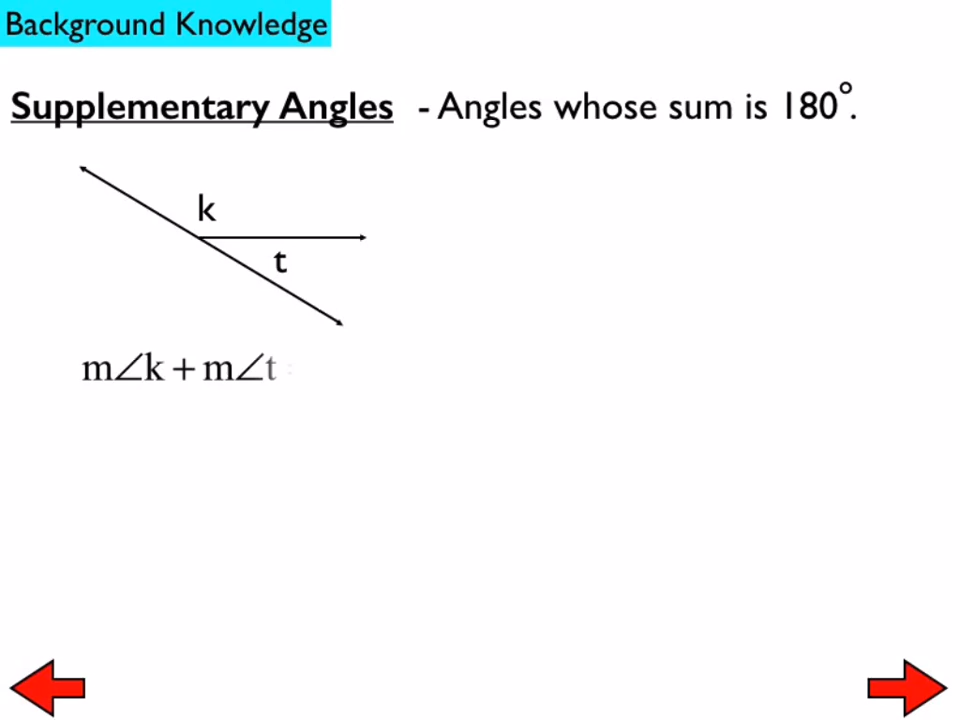 Background Knowledge
Supplementary Angles - Angles whose sum is 180°.
k
t
m∠k + m∠t